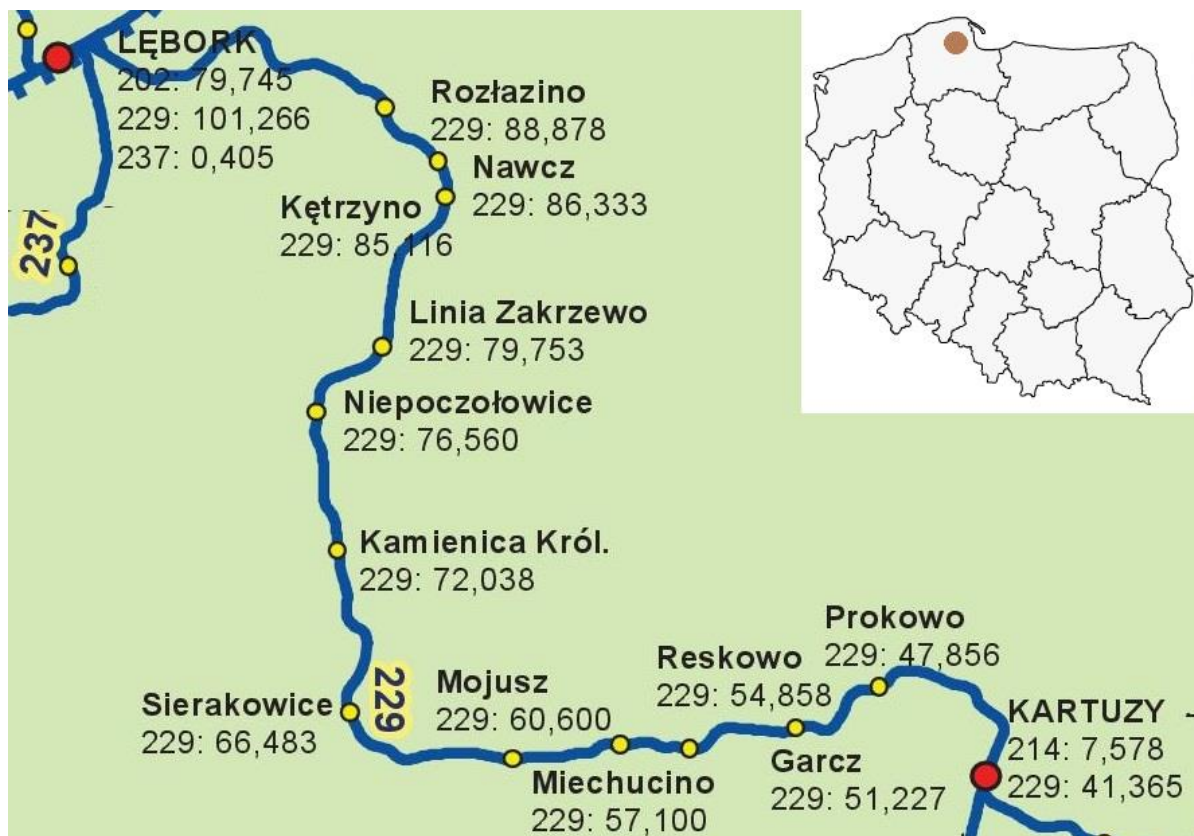 LĘBORK
202: 79,745
229: 101,266
237: 0,405
Rozłazino
229: 88,878
Nawcz
229: 86,333
Kętrzyno
229: 85,116
237
Linia Zakrzewo
229: 79,753
Niepoczołowice
229: 76,560
Kamienica Król.
229: 72,038
Sierakowice
229: 66,483
229
Mojusz
229: 60,600
Miechucino
229: 57,100
Reskowo
229: 54,858
Garcz
229: 51,227
Prokowo
229: 47,856
KARTUZY
214: 7,578
229: 41,365